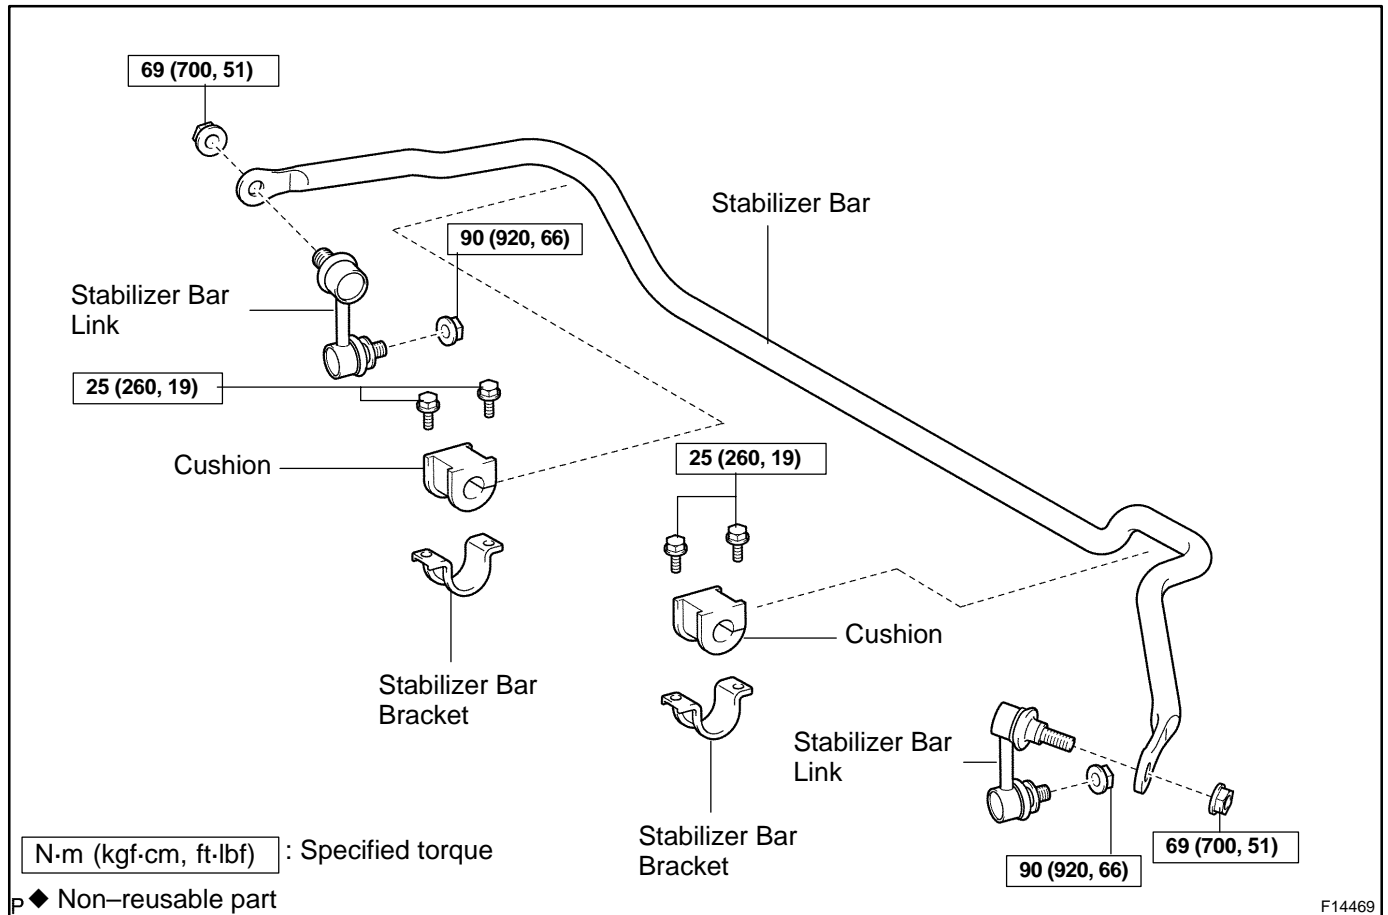 69 (700, 51)
Stabilizer Bar
90 (920, 66)
Stabilizer Bar
Link
25 (260, 19)
Cushion
25 (260, 19)
Cushion
Stabilizer Bar
Bracket
Stabilizer Bar
Link
Stabilizer Bar
Bracket
69 (700, 51)
90 (920, 66)
N·m (kgf·cm, ft·lbf) : Specified torque
P ◆ Non–reusable part
F14469